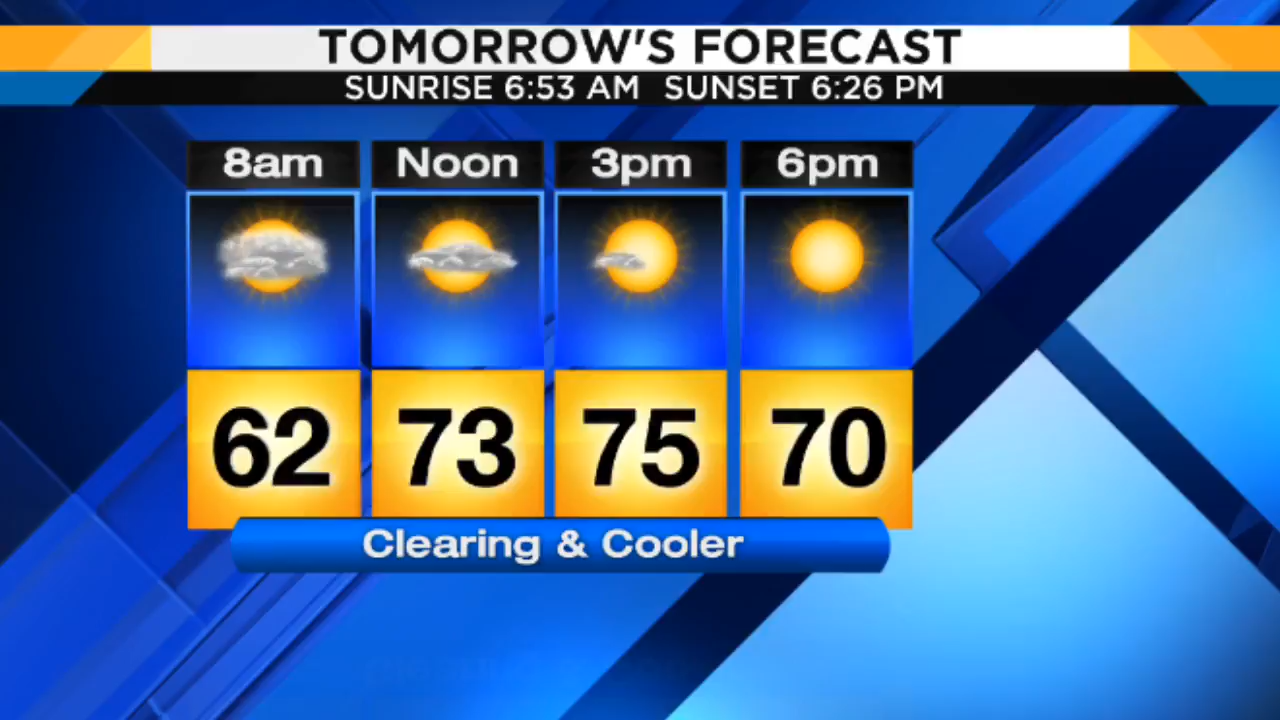 TOMORROW'S FORECAST
SUNRISE 6:53 AM SUNSET 6:26 PM
8am Noon 3pm 6pm
62 73 75 70
Clearing & Cooler